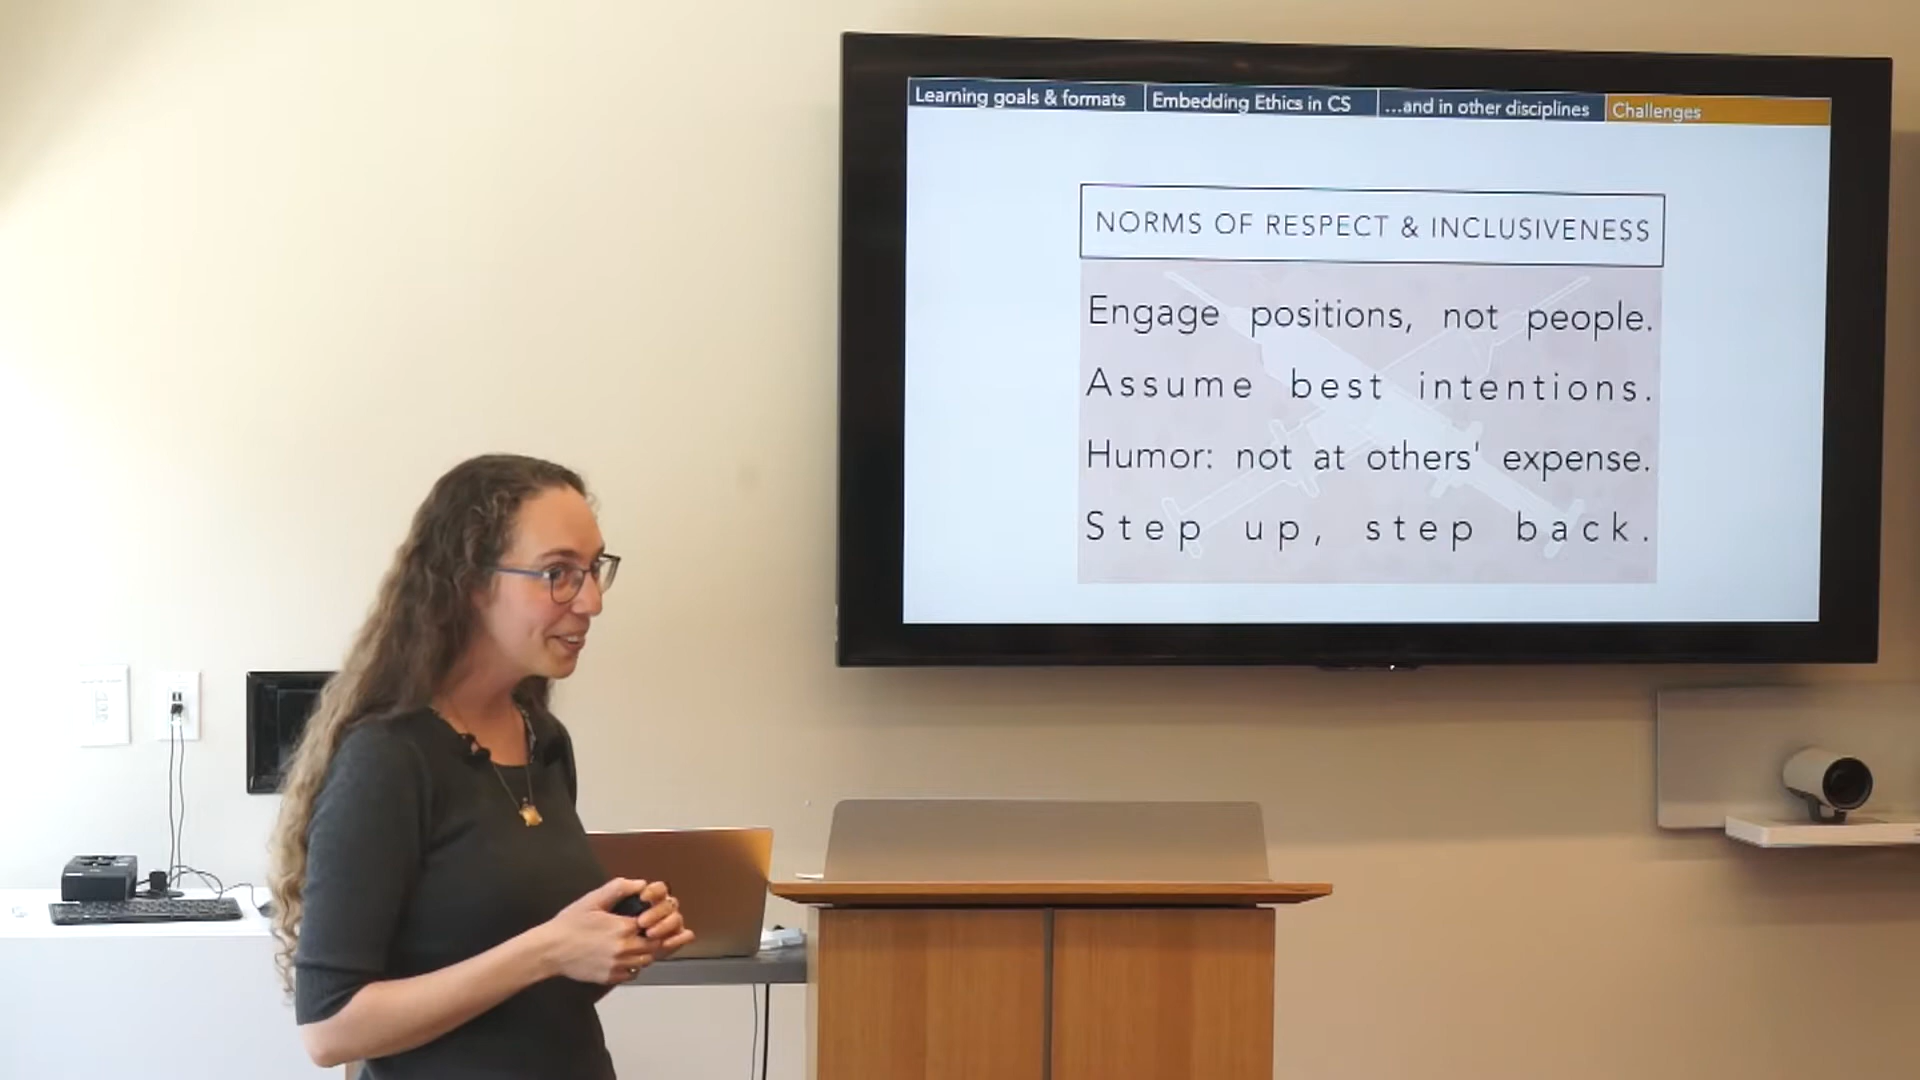 Learning goals & formats
Embedding Ethics in CS
...and in other disciplines
Challenges
NORMS OF RESPECT & INCLUSIVENESS
Engage positions, not people.
Assume best intentions.
Humor: not at others' expense.
Step up, step back.